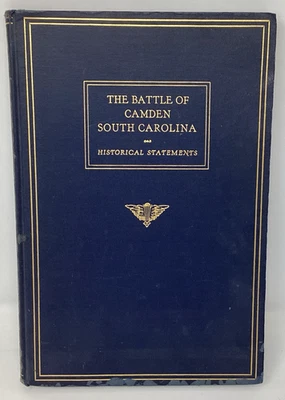 THE BATTLE OF
CAMDEN
SOUTH CAROLINA
HISTORICAL STATEMENTS